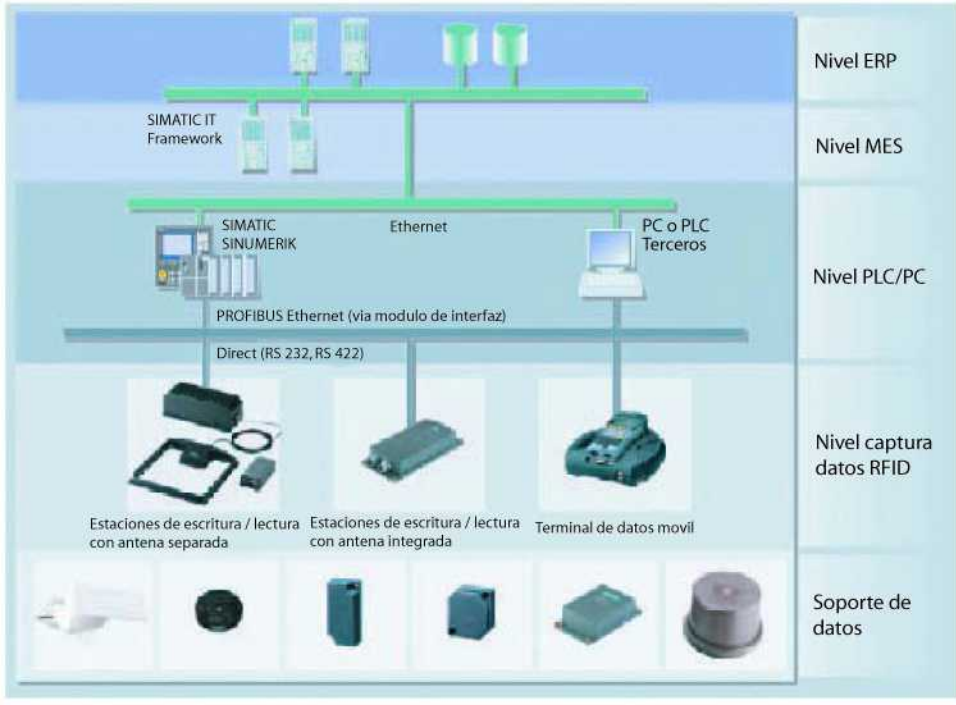 Nivel ERP
SIMATIC IT
Framework
Nivel MES
SIMATIC
SINUMERIK
Ethernet
PC o PLC
Terceros
Nivel PLC/PC
PROFIBUS Ethernet (via modulo de interfaz)
Direct (RS 232, RS 422)
Nivel captura
datos RFID
Estaciones de escritura / lectura
con antena separada
Estaciones de escritura / lectura
con antena integrada
Terminal de datos movil
Soporte de
datos